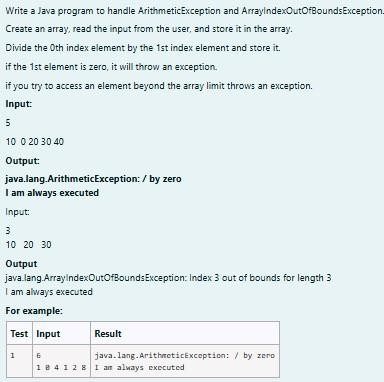 Write a Java program to handle ArithmeticException and ArrayIndexOutOfBoundsException.
Create an array, read the input from the user, and store it in the array.
Divide the 0th index element by the 1st index element and store it.
if the 1st element is zero, it will throw an exception.
if you try to access an element beyond the array limit throws an exception.
Input:
5
10 0 20 30 40
Output:
java.lang.ArithmeticException: / by zero
I am always executed
Input:
3
10 20 30
Output
java.lang.ArrayIndexOutOfBoundsException: Index 3 out of bounds for length 3
I am always executed
For example:
Test Input Result
1 6 java.lang.ArithmeticException: / by zero
1 0 4 1 2 8 I am always executed